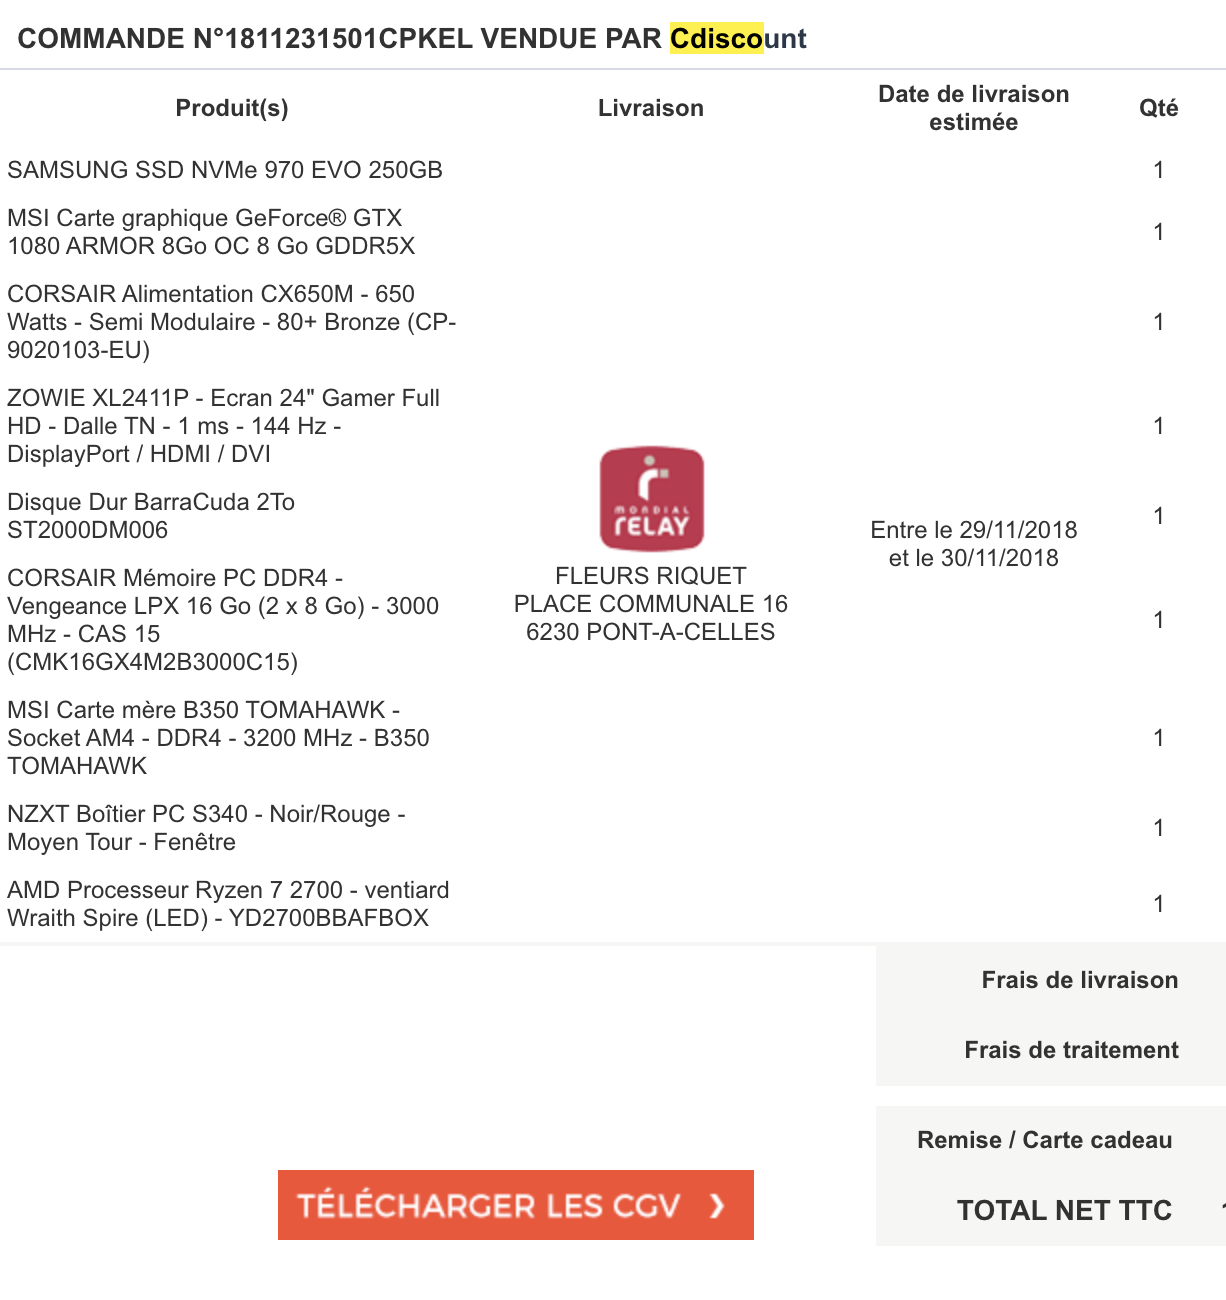 COMMANDE N°1811231501CPKEL VENDUE PAR Cdiscount
Produit(s)
Livraison
Date de livraison
estimée
Qté
SAMSUNG SSD NVMe 970 EVO 250GB
1
MSI Carte graphique GeForce® GTX
1080 ARMOR 8Go OC 8 Go GDDR5X
1
CORSAIR Alimentation CX650M - 650
Watts - Semi Modulaire - 80+ Bronze (CP-
9020103-EU)
1
ZOWIE XL2411P - Ecran 24" Gamer Full
HD - Dalle TN - 1 ms - 144 Hz -
DisplayPort / HDMI / DVI
1
Disque Dur BarraCuda 2To
ST2000DM006
1
CORSAIR Mémoire PC DDR4 -
Vengeance LPX 16 Go (2 x 8 Go) - 3000
MHz - CAS 15
(CMK16GX4M2B3000C15)
1
MSI Carte mère B350 TOMAHAWK -
Socket AM4 - DDR4 - 3200 MHz - B350
TOMAHAWK
1
NZXT Boîtier PC S340 - Noir/Rouge -
Moyen Tour - Fenêtre
1
AMD Processeur Ryzen 7 2700 - ventiard
Wraith Spire (LED) - YD2700BBAFBOX
1
MONDIAL
RELAY
FLEURS RIQUET
PLACE COMMUNALE 16
6230 PONT-A-CELLES
Entre le 29/11/2018
et le 30/11/2018
Frais de livraison
Frais de traitement
Remise / Carte cadeau
TOTAL NET TTC
TÉLÉCHARGER LES CGV ❯